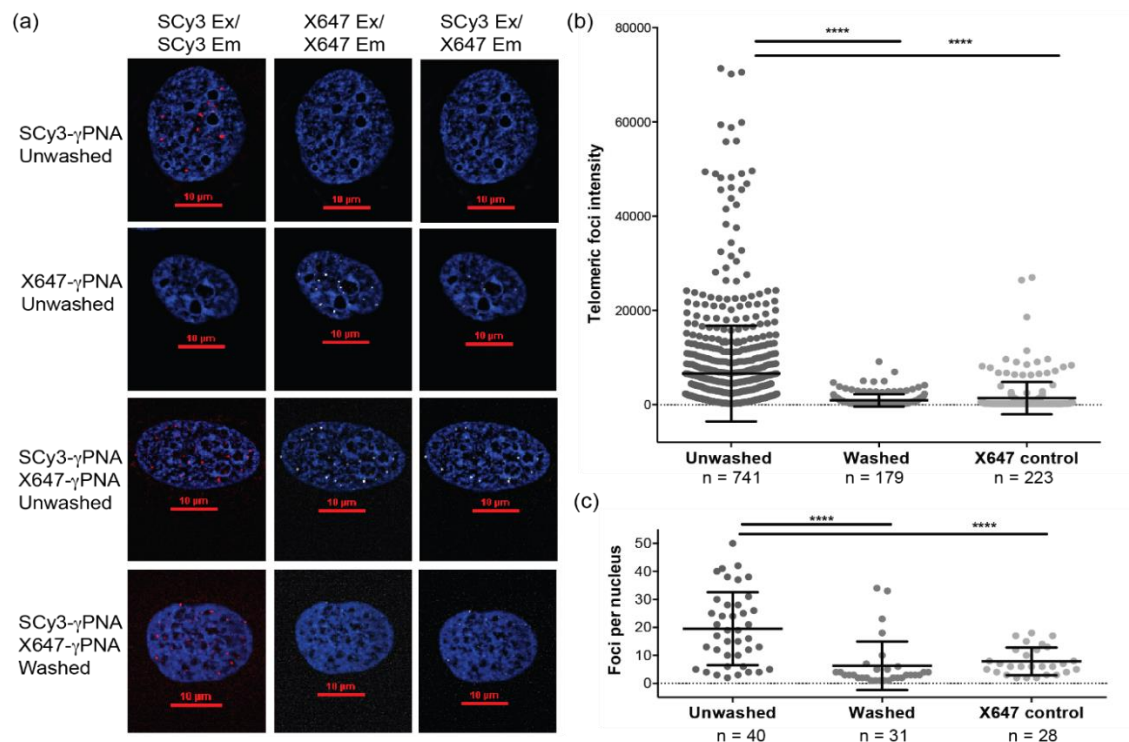 (a)
SCy3 Ex/
SCy3 Em
X647 Ex/
X647 Em
SCy3 Ex/
X647 Em
SCy3-γPNA
Unwashed
10 μm
10 μm
10 μm
X647-γPNA
Unwashed
10 μm
10 μm
10 μm
SCy3-γPNA
X647-γPNA
Unwashed
10 μm
10 μm
10 μm
SCy3-γPNA
X647-γPNA
Washed
10 μm
10 μm
10 μm
(b)
Telomeric foci intensity
80000
60000
40000
20000
0
****
****
Unwashed
Washed
X647 control
n = 741
n = 179
n = 223
(c)
Foci per nucleus
50
40
30
20
10
0
****
****
Unwashed
Washed
X647 control
n = 40
n = 31
n = 28